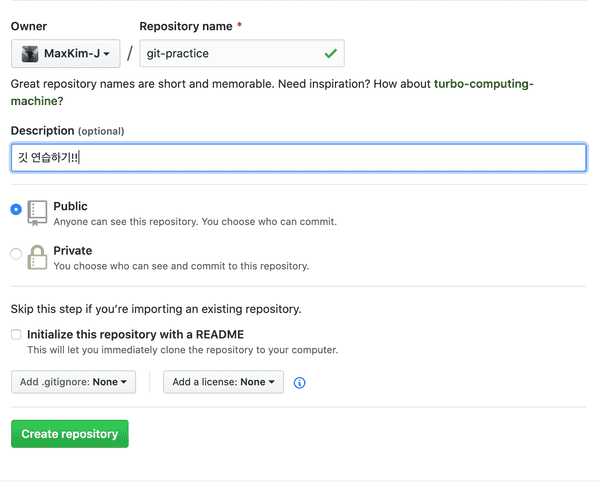 Owner Repository name *
MaxKim-J / git-practice
Great repository names are short and memorable. Need inspiration? How about turbo-computing-
machine?
Description (optional)
깃 연습하기!!
Public
Anyone can see this repository. You choose who can commit.
Private
You choose who can see and commit to this repository.
Skip this step if you’re importing an existing repository.
Initialize this repository with a README
This will let you immediately clone the repository to your computer.
Add .gitignore: None Add a license: None
Create repository